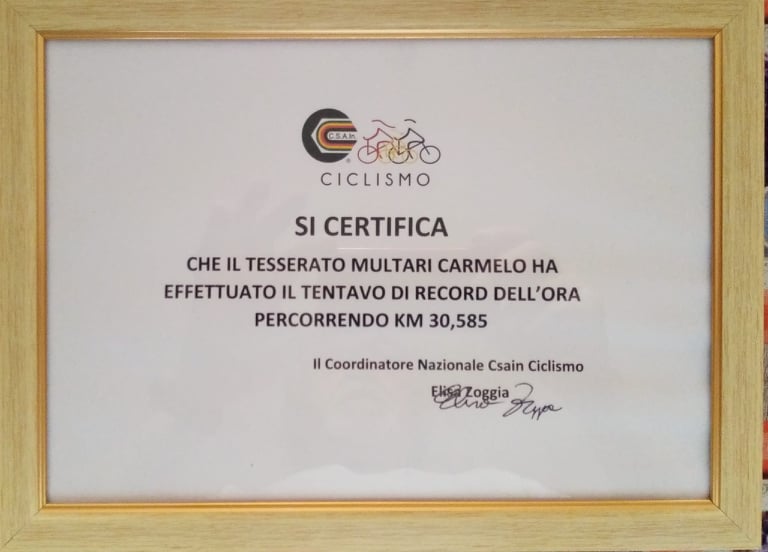 C.S.A.In.
®
CICLISMO
SI CERTIFICA
CHE IL TESSERATO MULTARI CARMELO HA
EFFETTUATO IL TENTAVO DI RECORD DELL'ORA
PERCORRENDO KM 30,585
Il Coordinatore Nazionale Csain Ciclismo
Elisa Zoggia